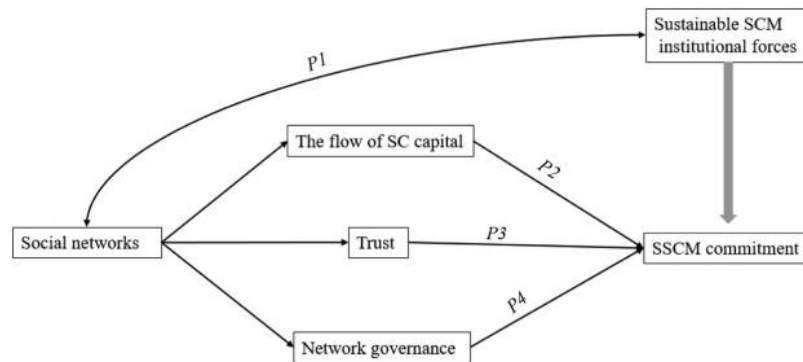 Sustainable SCM
institutional forces
P1
The flow of SC capital
P2
Social networks
Trust
P3
SSCM commitment
P4
Network governance